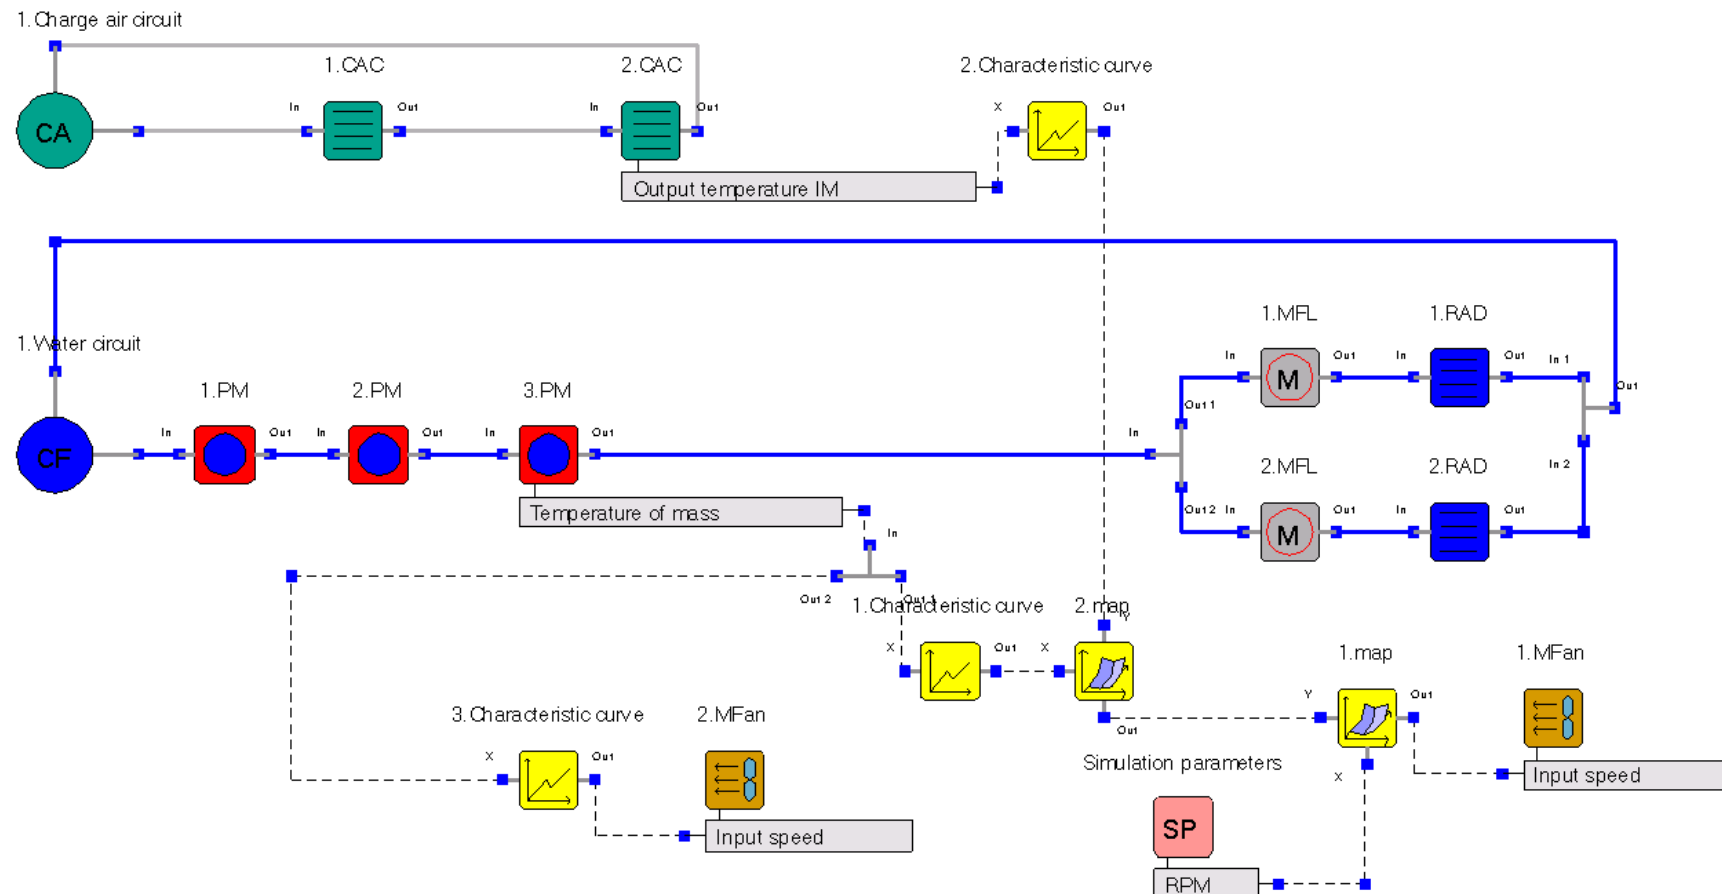 1.Charge air circuit
1.CAC
2.CAC
2.Characteristic curve
In
Out
In
Out
X
Out
CA
Output temperature IM
1.Water circuit
1.MFL
1.RAD
In
Out
In
Out
In 1
M
Out
1.PM
2.PM
3.PM
Out 1
In
Out
In
Out
In
Out
In
CF
2.MFL
2.RAD
In 2
Temperature of mass
Out 2
In
Out
In
Out
M
In
Out 2
Out 1
1.Characteristic curve
2.map
Y
X
Out
X
1.map
1.MFan
Y
Out
3.Characteristic curve
2.MFan
Out
X
Out
Simulation parameters
X
Input speed
SP
Input speed
RPM